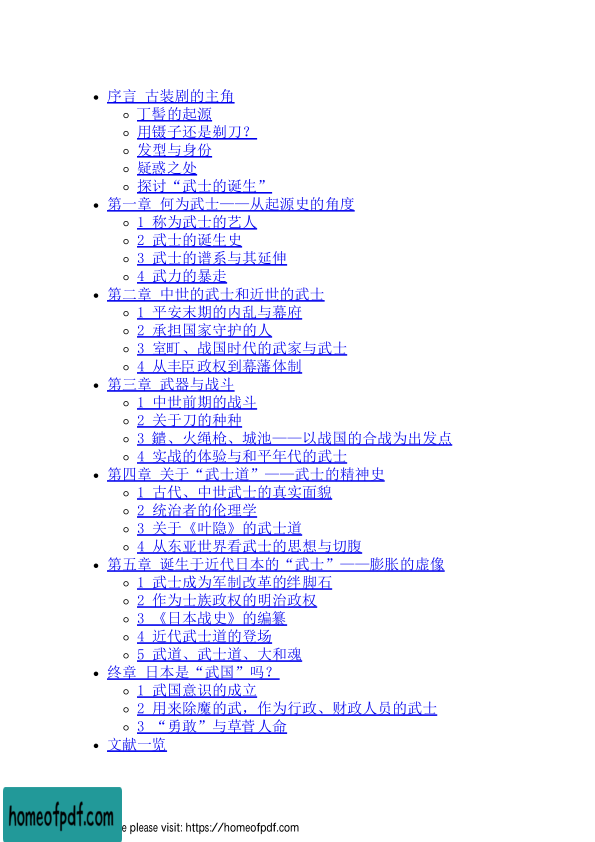 序言 古装剧的主角
丁髻的起源
用镊子还是剃刀？
发型与身份
疑惑之处
探讨“武士的诞生”
第一章 何为武士——从起源史的角度
1 称为武士的艺人
2 武士的诞生史
3 武士的谱系与其延伸
4 武力的暴走
第二章 中世的武士和近世的武士
1 平安末期的内乱与幕府
2 承担国家守护的人
3 室町、战国时代的武家与武士
4 从丰臣政权到幕藩体制
第三章 武器与战斗
1 中世前期的战斗
2 关于刀的种种
3 鑓、火绳枪、城池——以战国的合战为出发点
4 实战的体验与和平年代的武士
第四章 关于“武士道”——武士的精神史
1 古代、中世武士的真实面貌
2 统治者的伦理学
3 关于《叶隐》的武士道
4 从东亚世界看武士的思想与切腹
第五章 诞生于近代日本的“武士”——膨胀的虚像
1 武士成为军制改革的绊脚石
2 作为士族政权的明治政权
3 《日本战史》的编纂
4 近代武士道的登场
5 武道、武士道、大和魂
终章 日本是“武国”吗？
1 武国意识的成立
2 用来除魔的武，作为行政、财政人员的武士
3 “勇敢”与草菅人命
文献一览
homeofpdf.com
please visit: https://homeofpdf.com